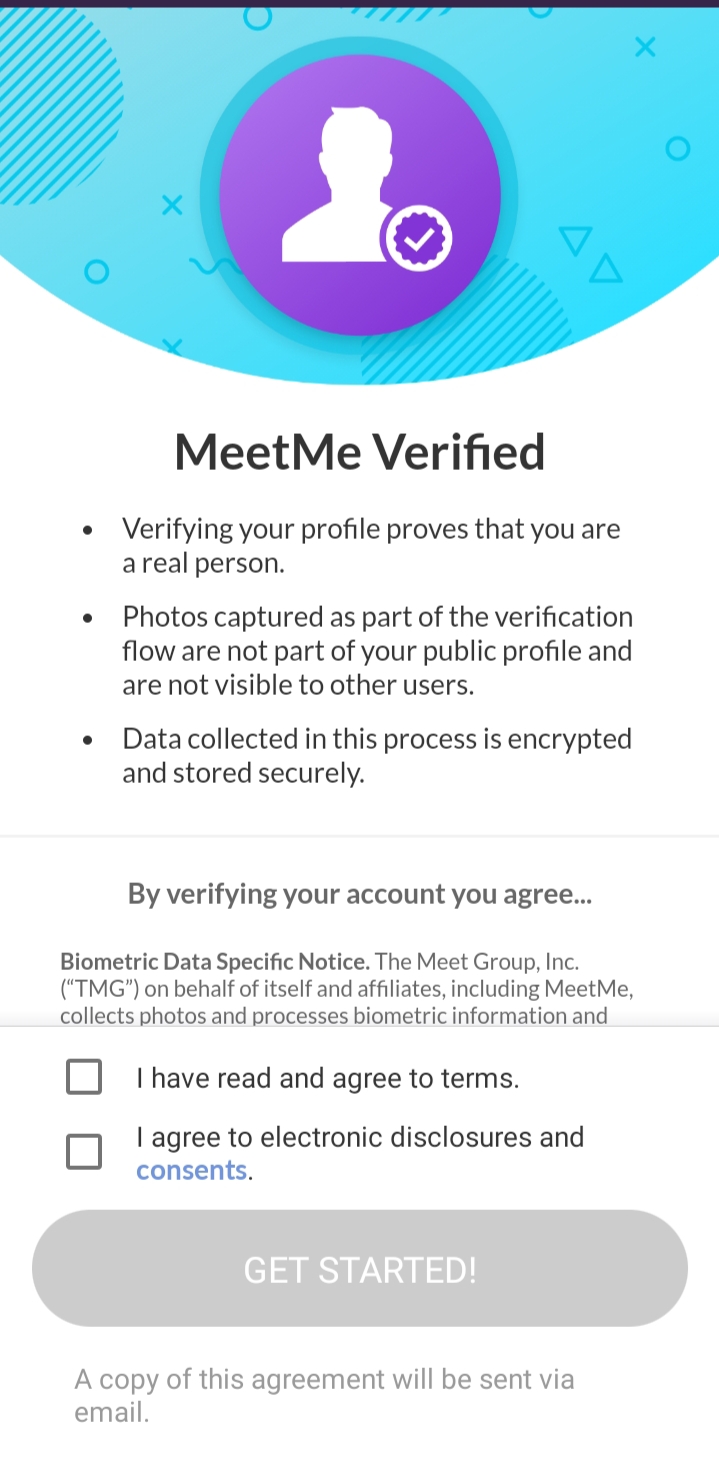 MeetMe Verified
• Verifying your profile proves that you are
a real person.
• Photos captured as part of the verification
flow are not part of your public profile and
are not visible to other users.
• Data collected in this process is encrypted
and stored securely.
By verifying your account you agree...
Biometric Data Specific Notice. The Meet Group, Inc.
(“TMG”) on behalf of itself and affiliates, including MeetMe,
collects photos and processes biometric information and
I have read and agree to terms.
I agree to electronic disclosures and
consents.
GET STARTED!
A copy of this agreement will be sent via
email.